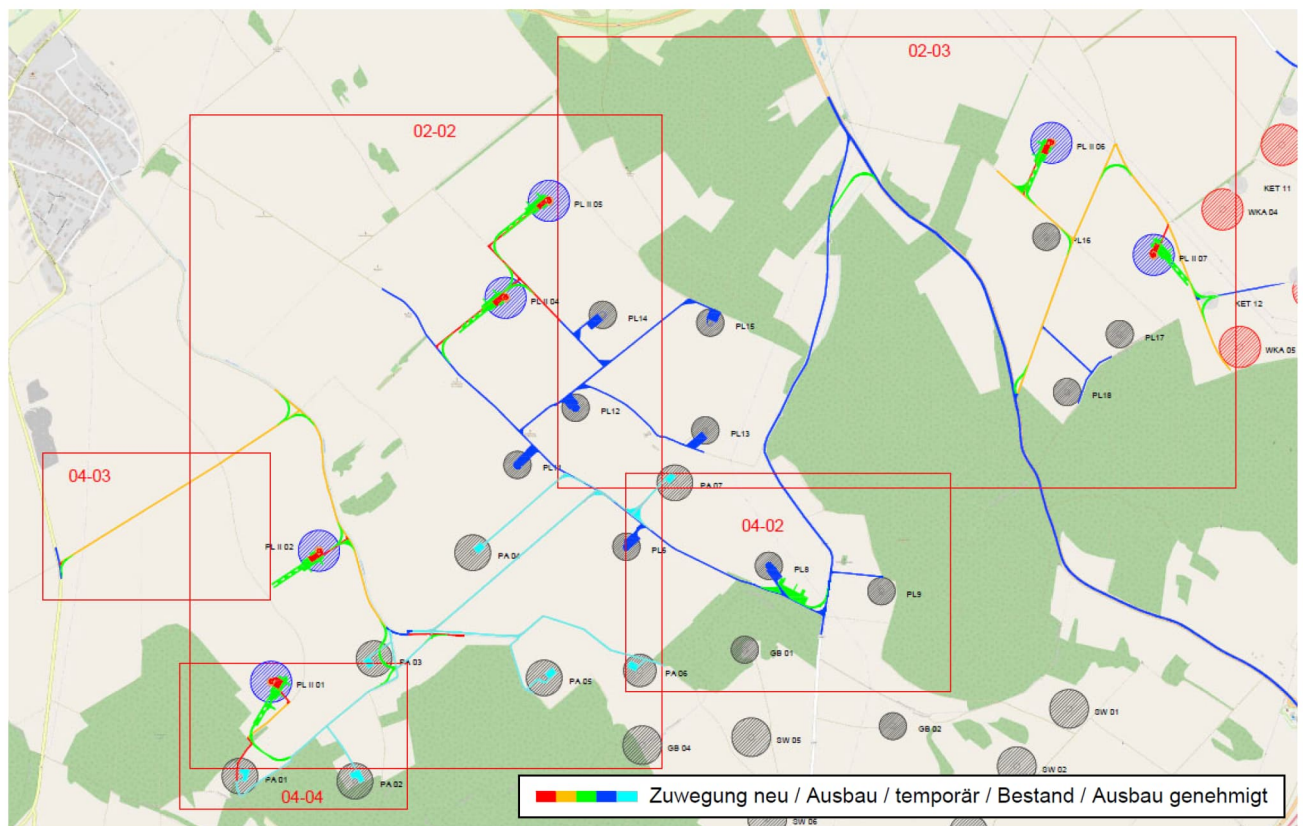 02-03
02-02
PL II 06
KET 11
WKA 04
PL II 05
PL16
PL II 07
PL II 04
KET 12
PL14
PL15
PL17
WKA 05
PL18
PL12
PL13
PL11
04-03
PA 07
04-02
PL II 02
PA 04
PL6
PL8
PL9
GB 01
PA 03
PA 05
PA 06
PL II 01
SW 01
GB 02
SW 05
GB 04
SW 02
PA 01
PA 02
04-04
Zuwegung neu / Ausbau / temporär / Bestand / Ausbau genehmigt
SW 06